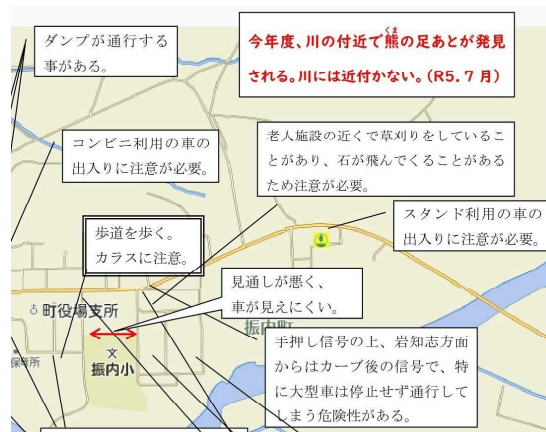 ダンプが通行する
事がある。
今年度、川の付近で熊の足あとが発見
くま
される。川には近付かない。(R5.7月)
コンビニ利用の車の
出入りに注意が必要。
老人施設の近くで草刈りをしているこ
とがあり、石が飛んでくることがある
ため注意が必要。
スタンド利用の車の
出入りに注意が必要。
歩道を歩く。
カラスに注意。
見通しが悪く、
車が見えにくい。
町役場支所
振内町
手押し信号の上、岩知志方面
からはカーブ後の信号で、特
に大型車は停止せず通行して
しまう危険性がある。
文
振内小
保育所